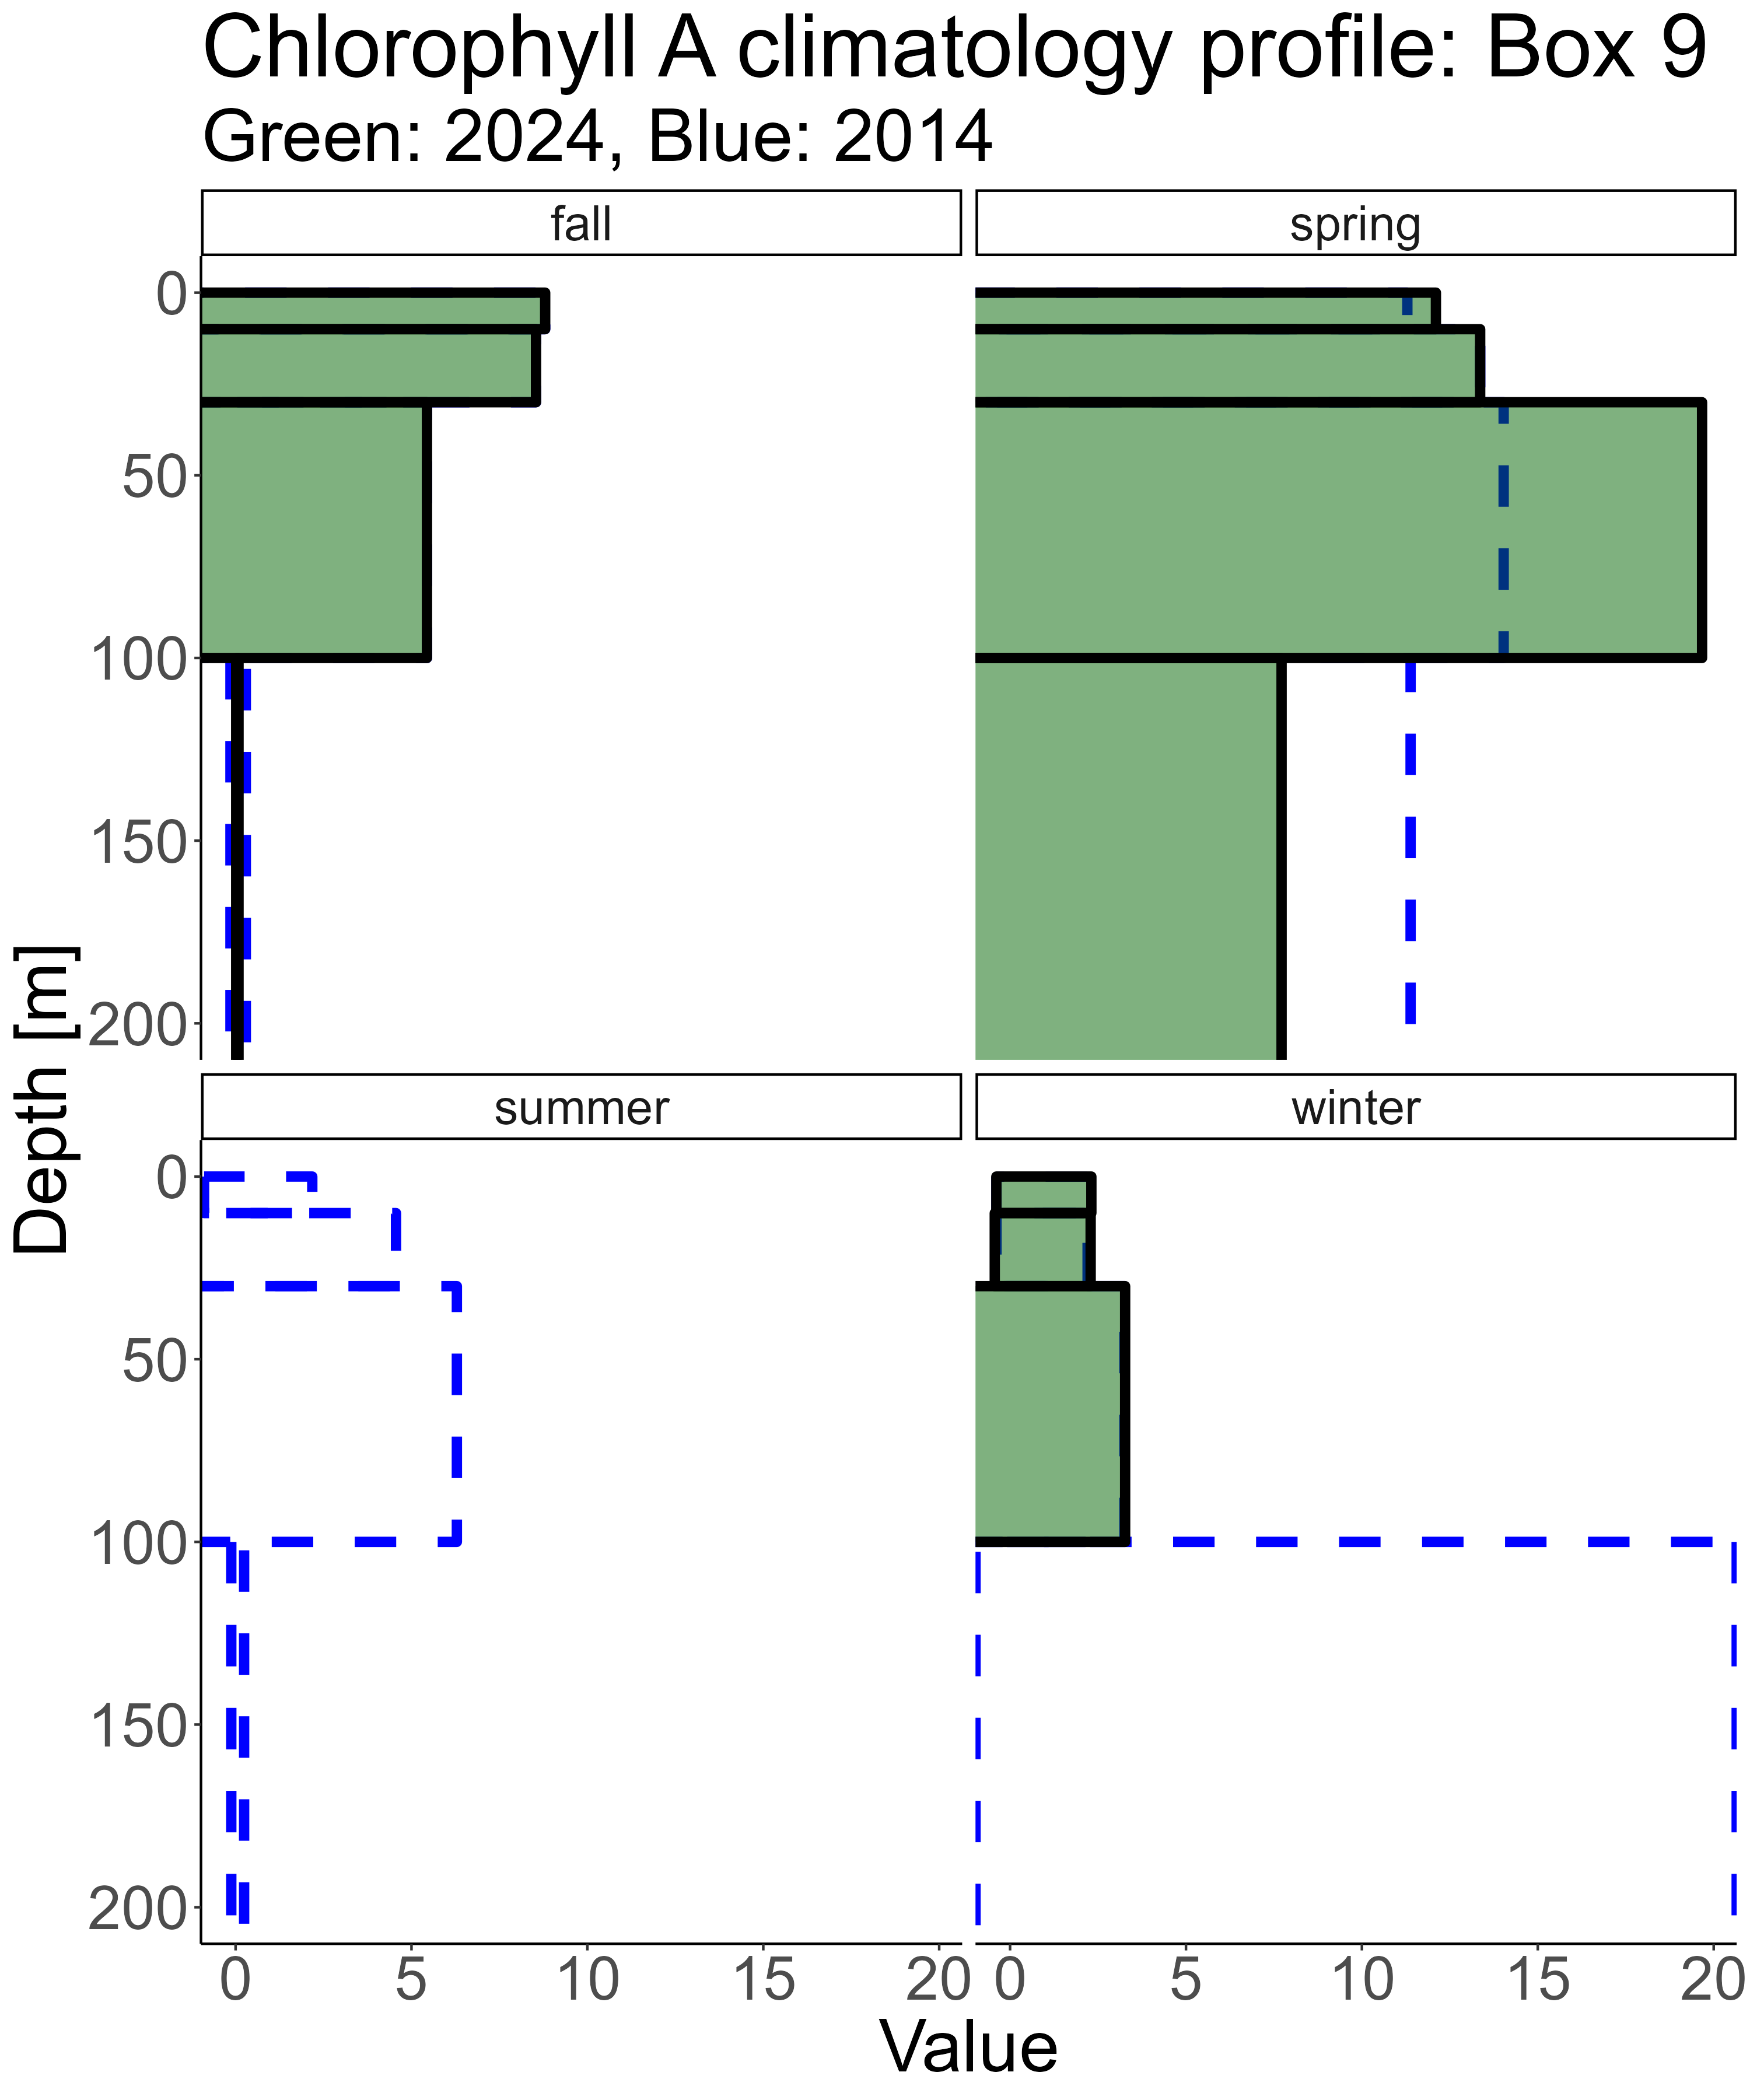 Chlorophyll A climatology profile: Box 9
Green: 2024, Blue: 2014
fall
spring
0
50
100
150
200
summer
winter
0
50
100
150
200
Depth [m]
0 5 10 15 20 0 5 10 15 20
Value